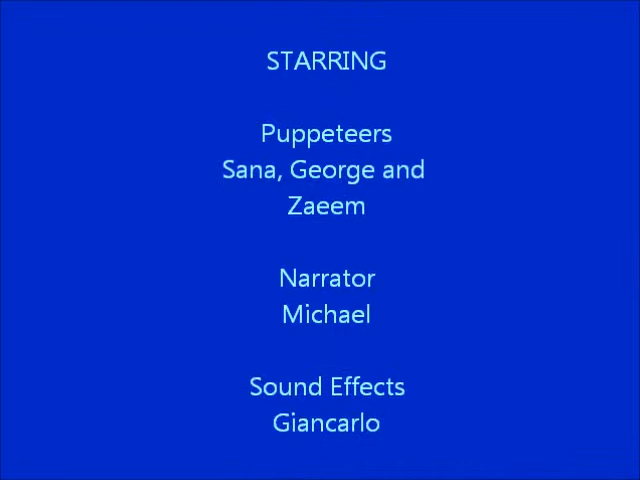 STARRING
Puppeteers
Sana, George and
Zaeem
Narrator
Michael
Sound Effects
Giancarlo